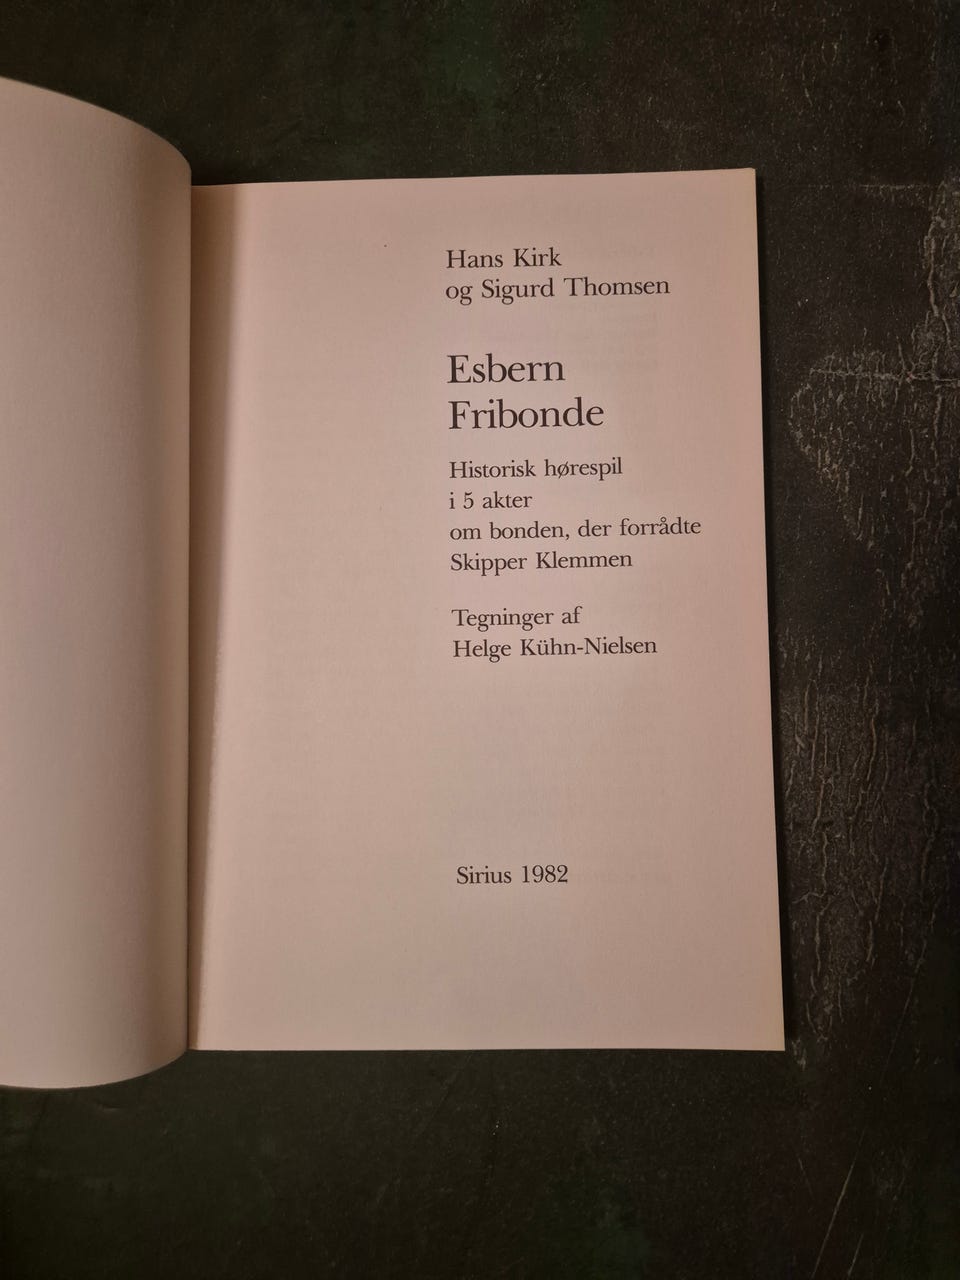 Hans Kirk
og Sigurd Thomsen
Esbern
Fribonde
Historisk hørespil
i 5 akter
om bonden, der forrådte
Skipper Klemmen
Tegninger af
Helge Kühn-Nielsen
Sirius 1982